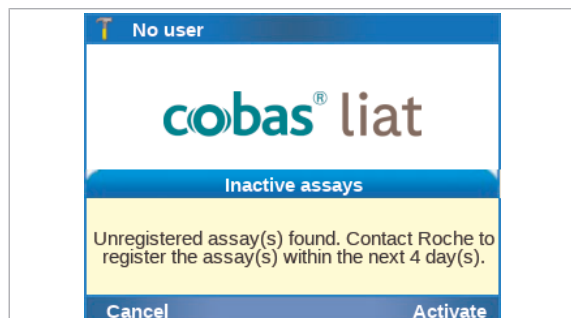 No user
cobas® liat
Inactive assays
Unregistered assay(s) found. Contact Roche to
register the assay(s) within the next 4 day(s).
Cancel Activate